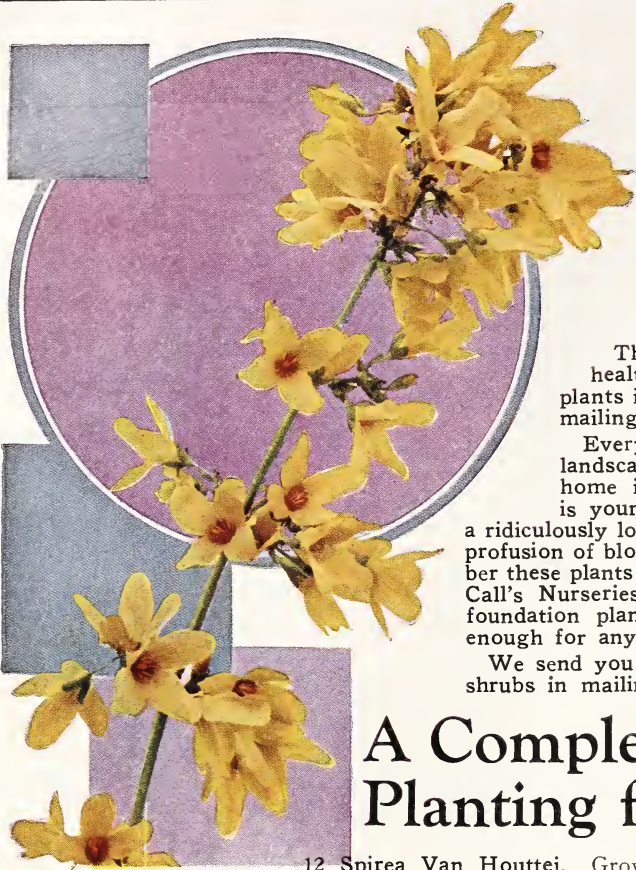 Th
healt
plants i
mailing
Every
landsca
home i
is your
a ridiculously lo
profusion of blo
ber these plants
Call's Nurseries
foundation plan
enough for any
We send you
shrubs in mailin
A Comple
Planting f
12 Spirea Van Houttei. Grow